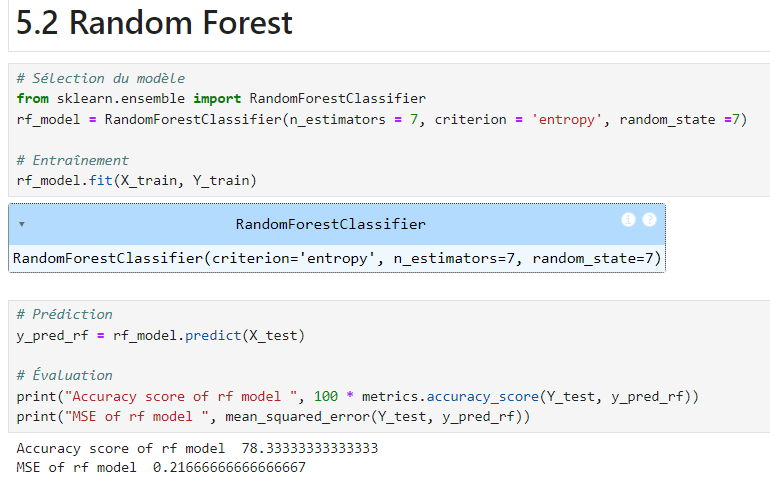 5.2 Random Forest
# Sélection du modèle
from sklearn.ensemble import RandomForestClassifier
rf_model = RandomForestClassifier(n_estimators = 7, criterion = 'entropy', random_state =7)
# Entraînement
rf_model.fit(X_train, Y_train)
▾ RandomForestClassifier i ?
RandomForestClassifier(criterion='entropy', n_estimators=7, random_state=7)
# Prédiction
y_pred_rf = rf_model.predict(X_test)
# Évaluation
print("Accuracy score of rf model ", 100 * metrics.accuracy_score(Y_test, y_pred_rf))
print("MSE of rf model ", mean_squared_error(Y_test, y_pred_rf))
Accuracy score of rf model  78.33333333333333
MSE of rf model  0.21666666666666667